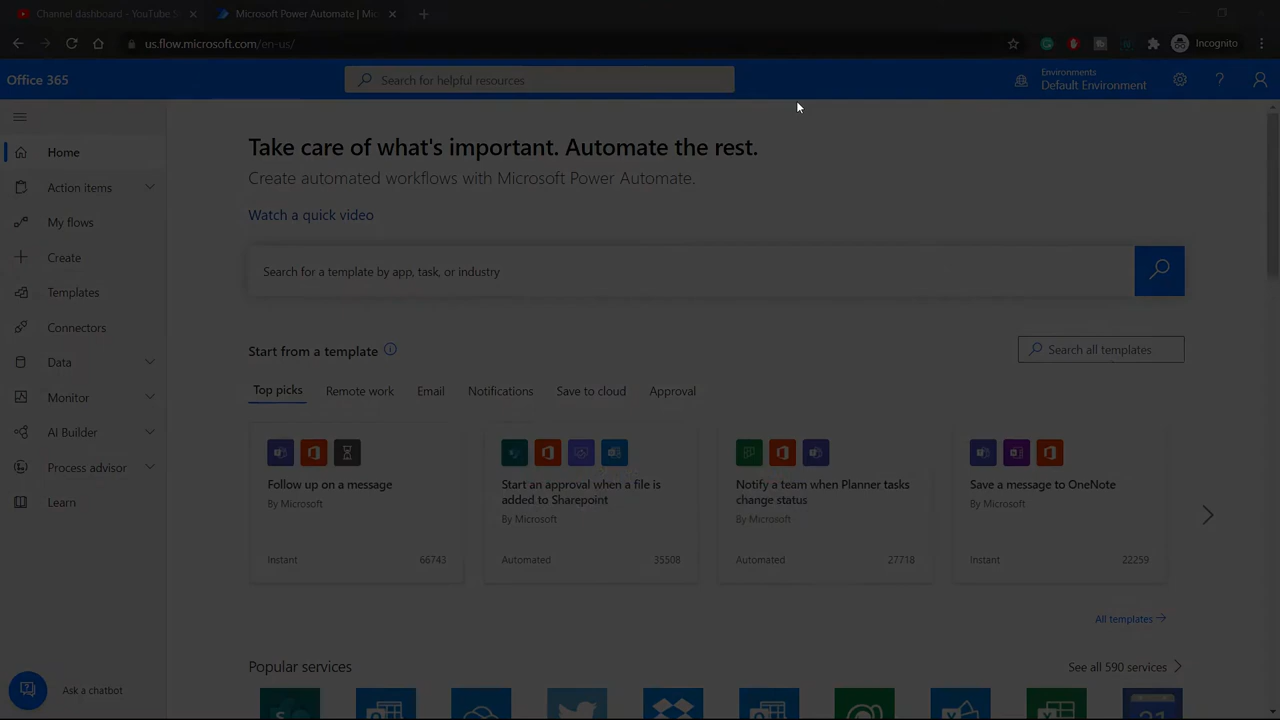 Channel dashboard - YouTube S
Microsoft Power Automate | Mic
us.flow.microsoft.com/en-us/
Incognito
Office 365
Search for helpful resources
Environments
Default Environment
Home
Action items
My flows
Create
Templates
Connectors
Data
Monitor
AI Builder
Process advisor
Learn
Ask a chatbot
Take care of what's important. Automate the rest.
Create automated workflows with Microsoft Power Automate.
Watch a quick video
Search for a template by app, task, or industry
Start from a template
Search all templates
Top picks
Remote work
Email
Notifications
Save to cloud
Approval
Follow up on a message
By Microsoft
Instant
66743
Start an approval when a file is
added to Sharepoint
By Microsoft
Automated
35508
Notify a team when Planner tasks
change status
By Microsoft
Automated
27718
Save a message to OneNote
By Microsoft
Instant
22259
All templates
Popular services
See all 590 services